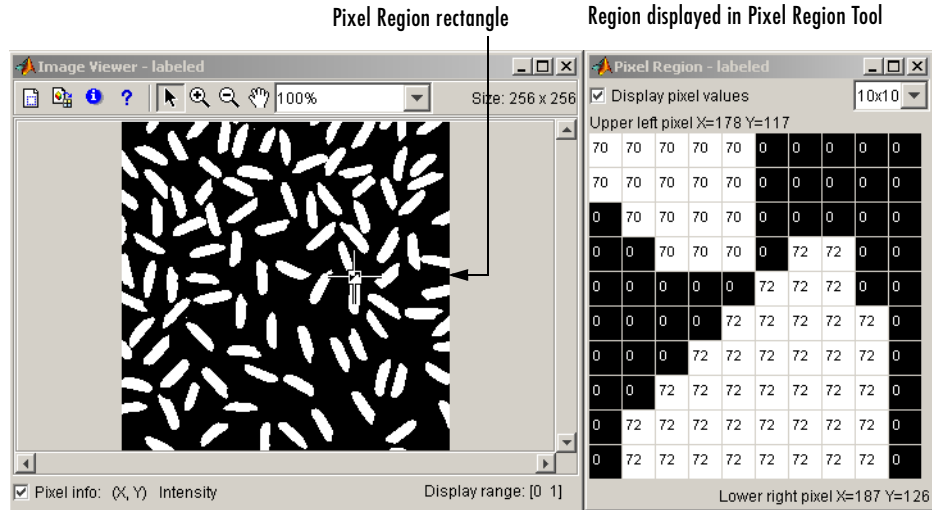 Pixel Region rectangle
Region displayed in Pixel Region Tool
Image Viewer - labeled
100%
Size: 256 x 256
Pixel info: (X, Y) Intensity
Display range: [0 1]
Pixel Region - labeled
Display pixel values
10x10
Upper left pixel X=178 Y=117
70 70 70 70 70 0 0 0 0 0
70 70 70 70 70 0 0 0 0 0
0 70 70 70 70 0 0 0 0 0
0 0 70 70 70 0 72 72 0 0
0 0 0 0 0 72 72 72 0 0
0 0 0 0 72 72 72 72 72 0
0 0 0 72 72 72 72 72 72 0
0 0 72 72 72 72 72 72 72 0
0 72 72 72 72 72 72 72 72 0
0 72 72 72 72 72 72 72 72 0
Lower right pixel X=187 Y=126